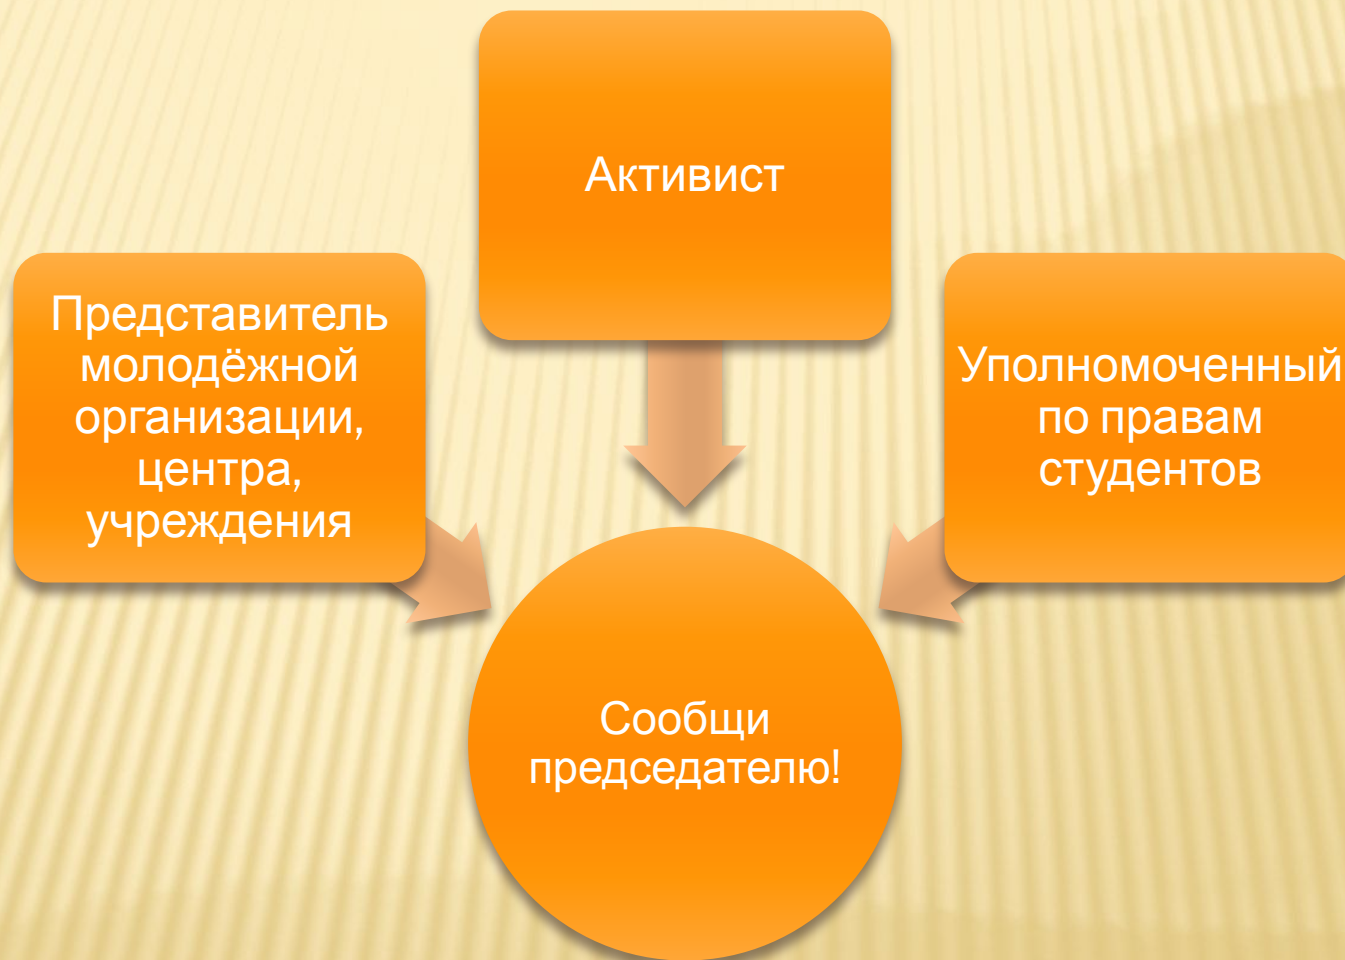 Активист
Представитель
молодёжной
организации,
центра,
учреждения
Уполномоченный
по правам
студентов
Сообщи
председателю!